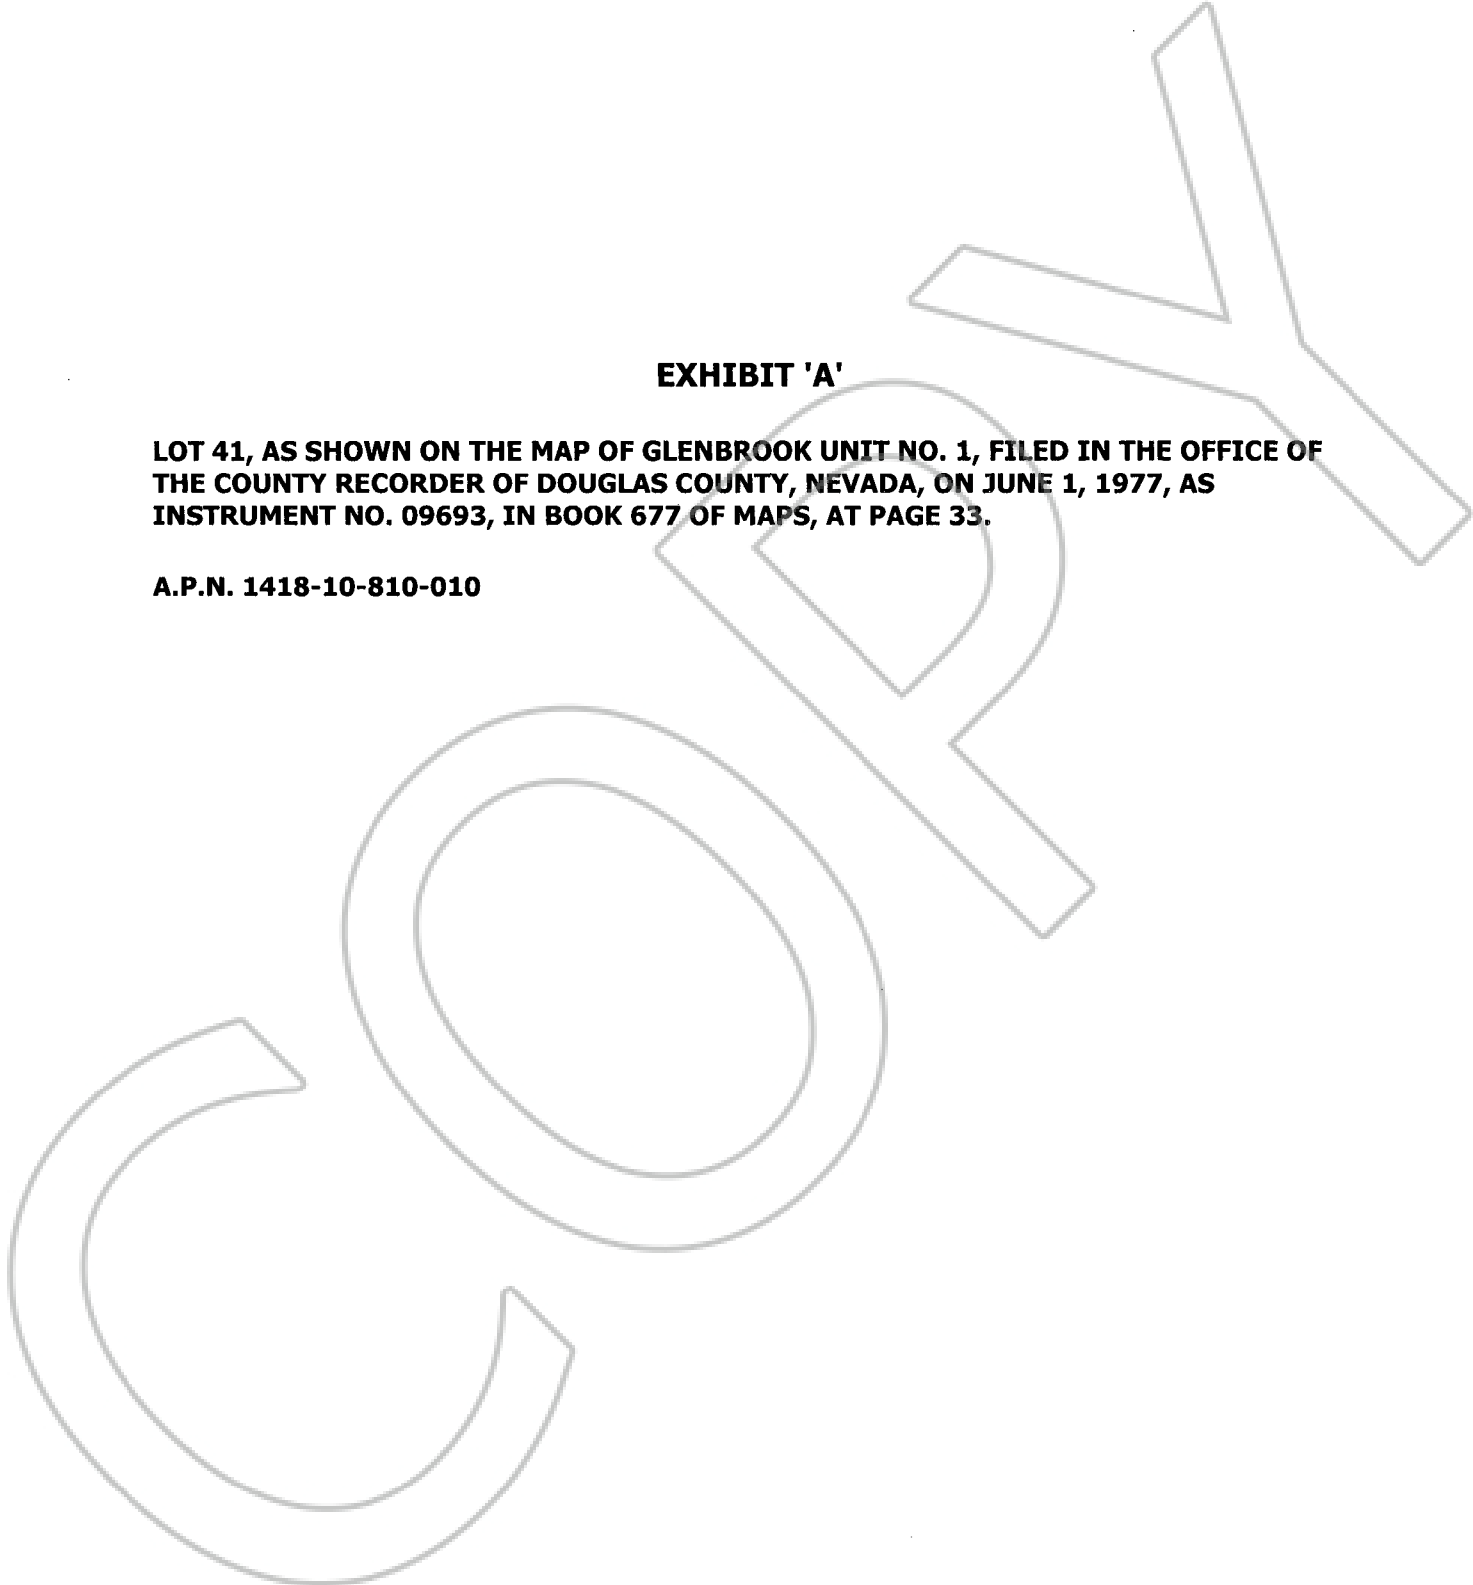 EXHIBIT 'A'
LOT 41, AS SHOWN ON THE MAP OF GLENBROOK UNIT NO. 1, FILED IN THE OFFICE OF
THE COUNTY RECORDER OF DOUGLAS COUNTY, NEVADA, ON JUNE 1, 1977, AS
INSTRUMENT NO. 09693, IN BOOK 677 OF MAPS, AT PAGE 33.
A.P.N. 1418-10-810-010
COPY